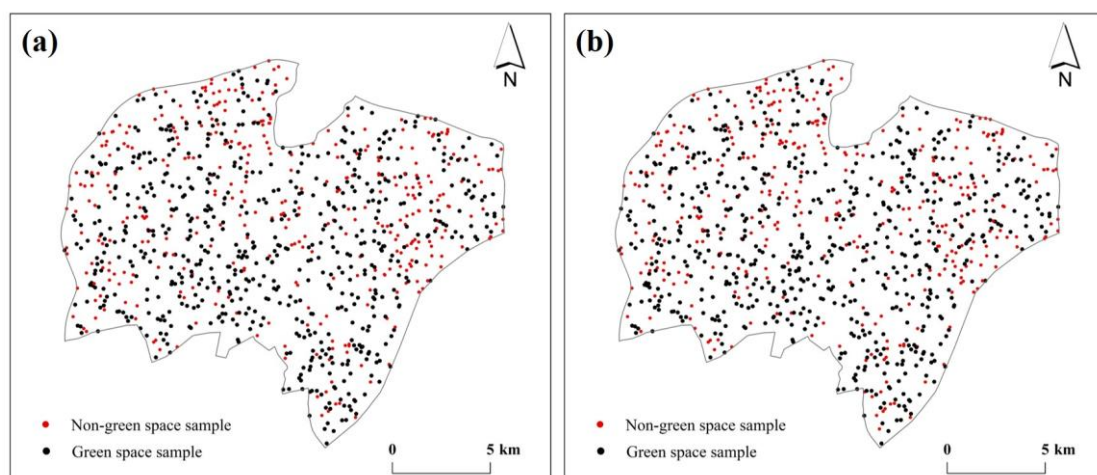 (a)
N
Non-green space sample
Green space sample
0 5 km
(b)
N
Non-green space sample
Green space sample
0 5 km